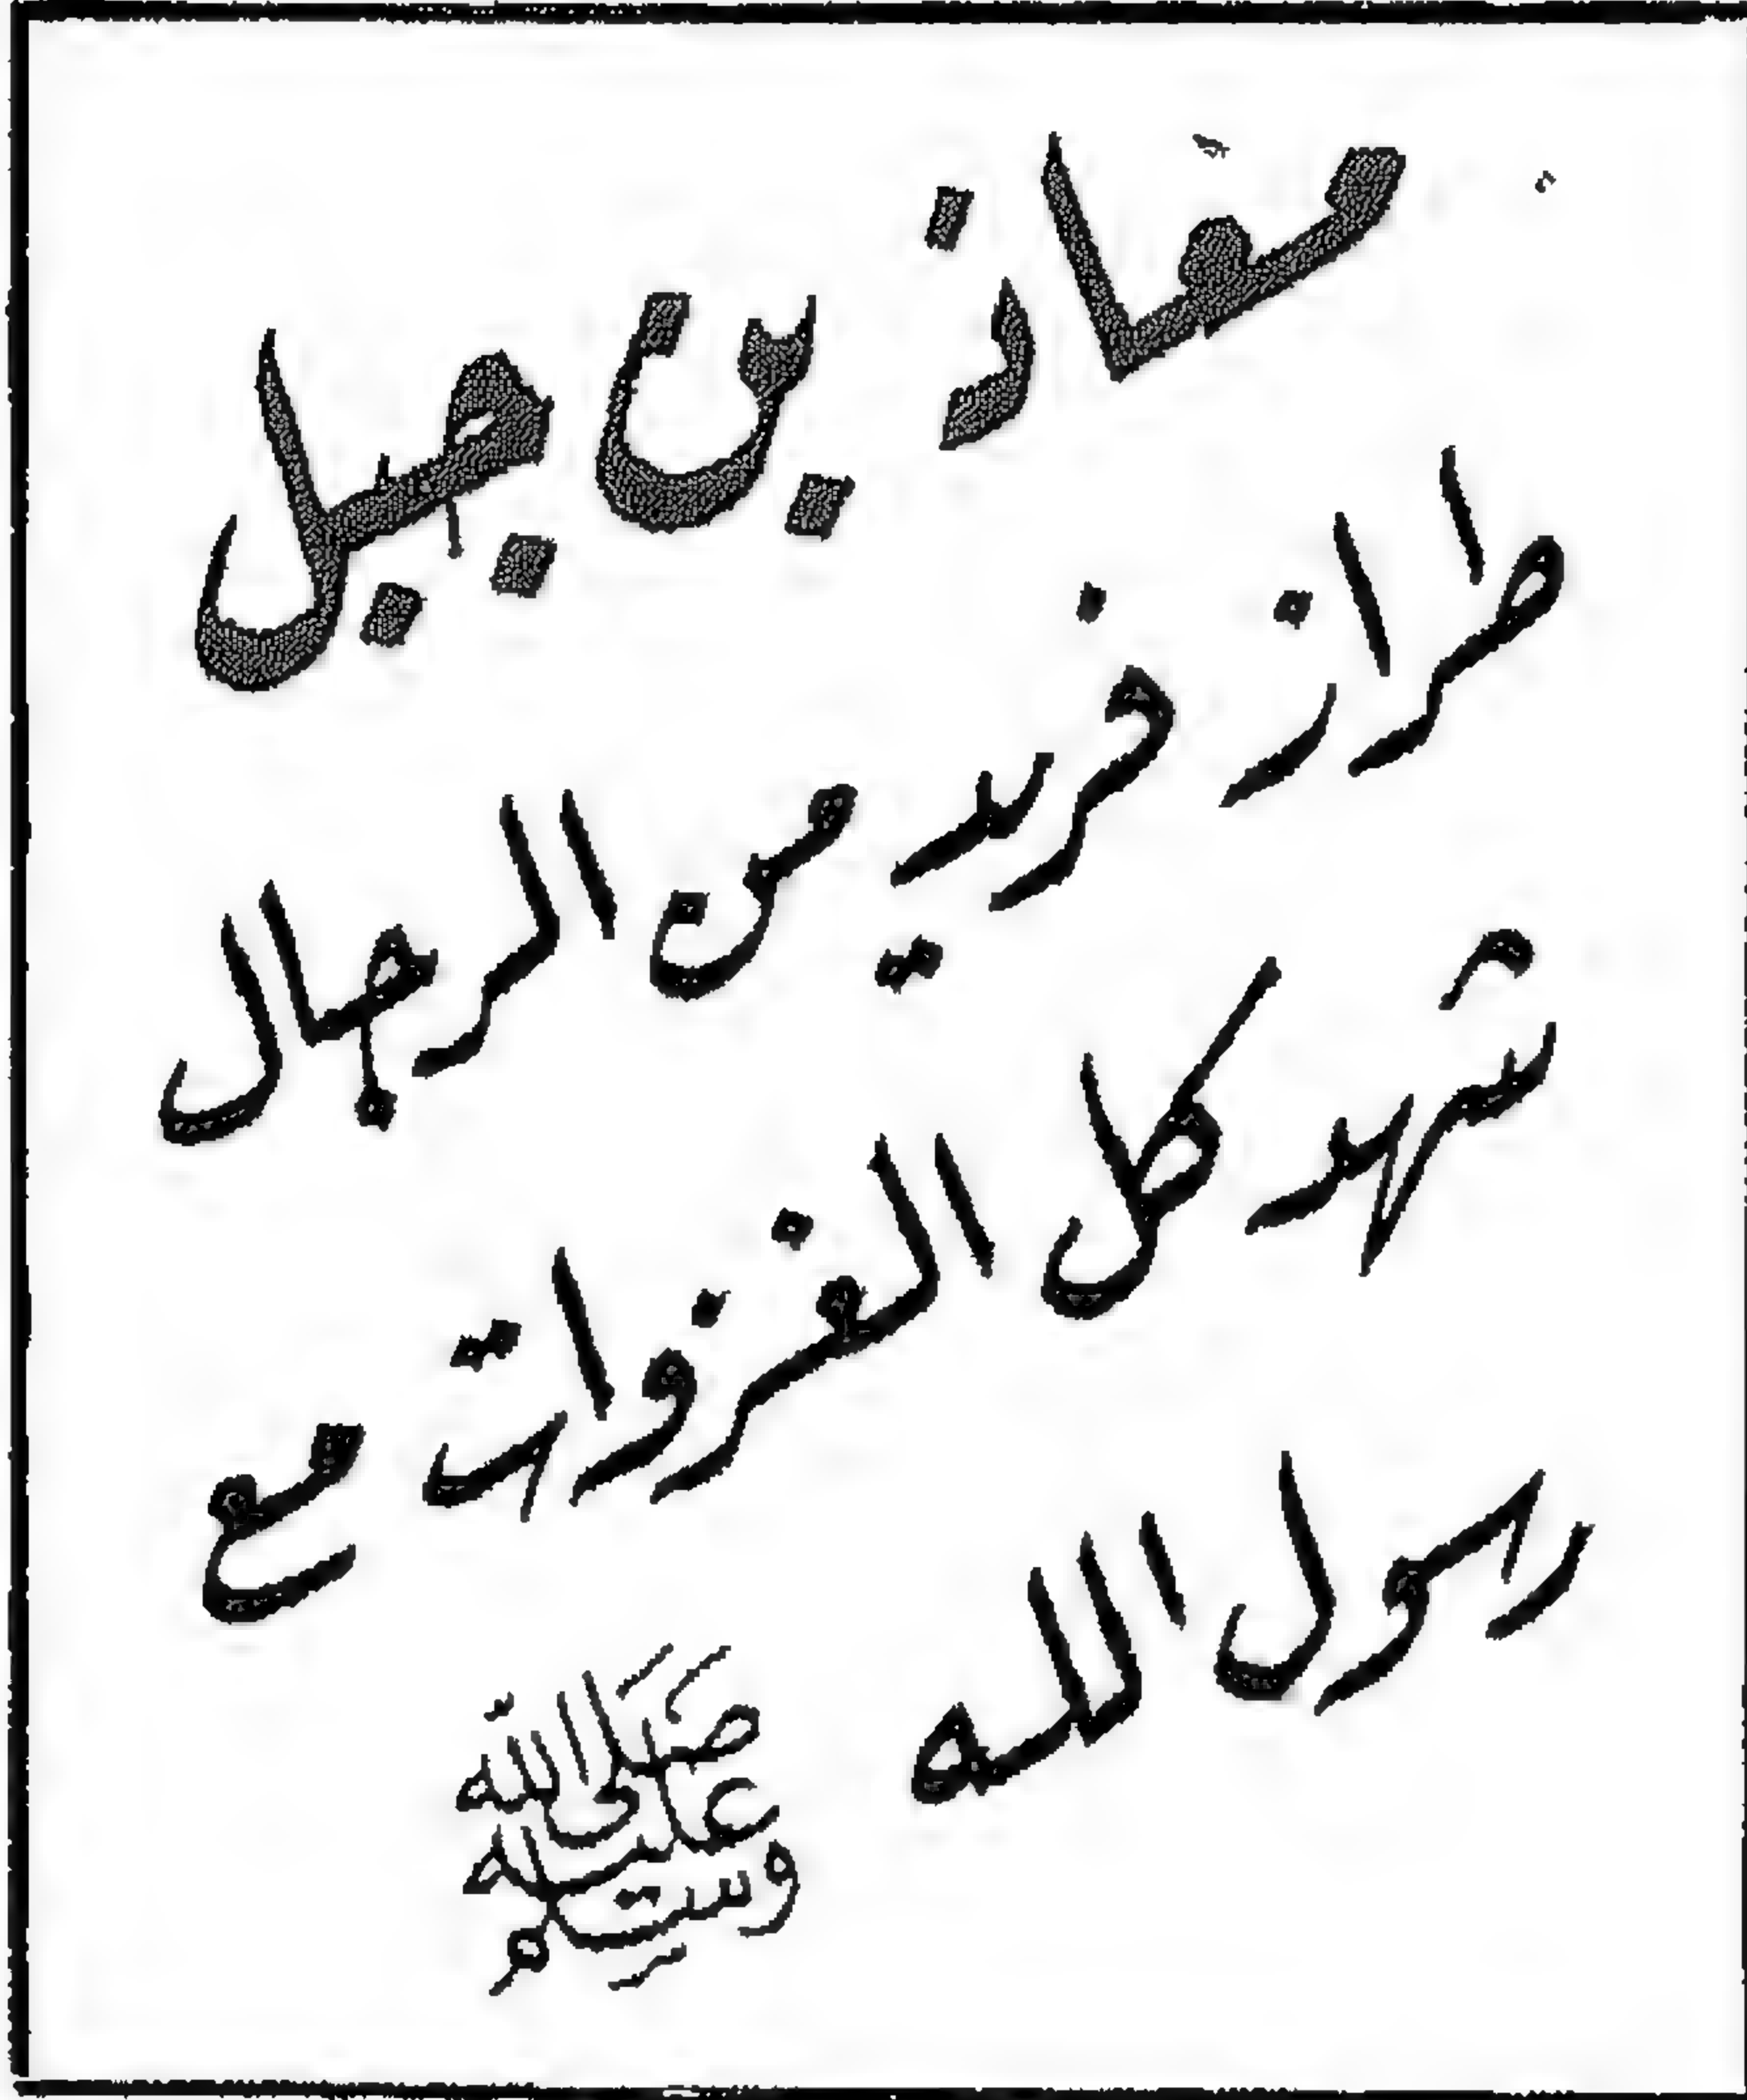 معاذ بن جبل
طراز فريد من الرجال
شهد كل الغزوات مع
رسول الله صلى الله عليه وسلم